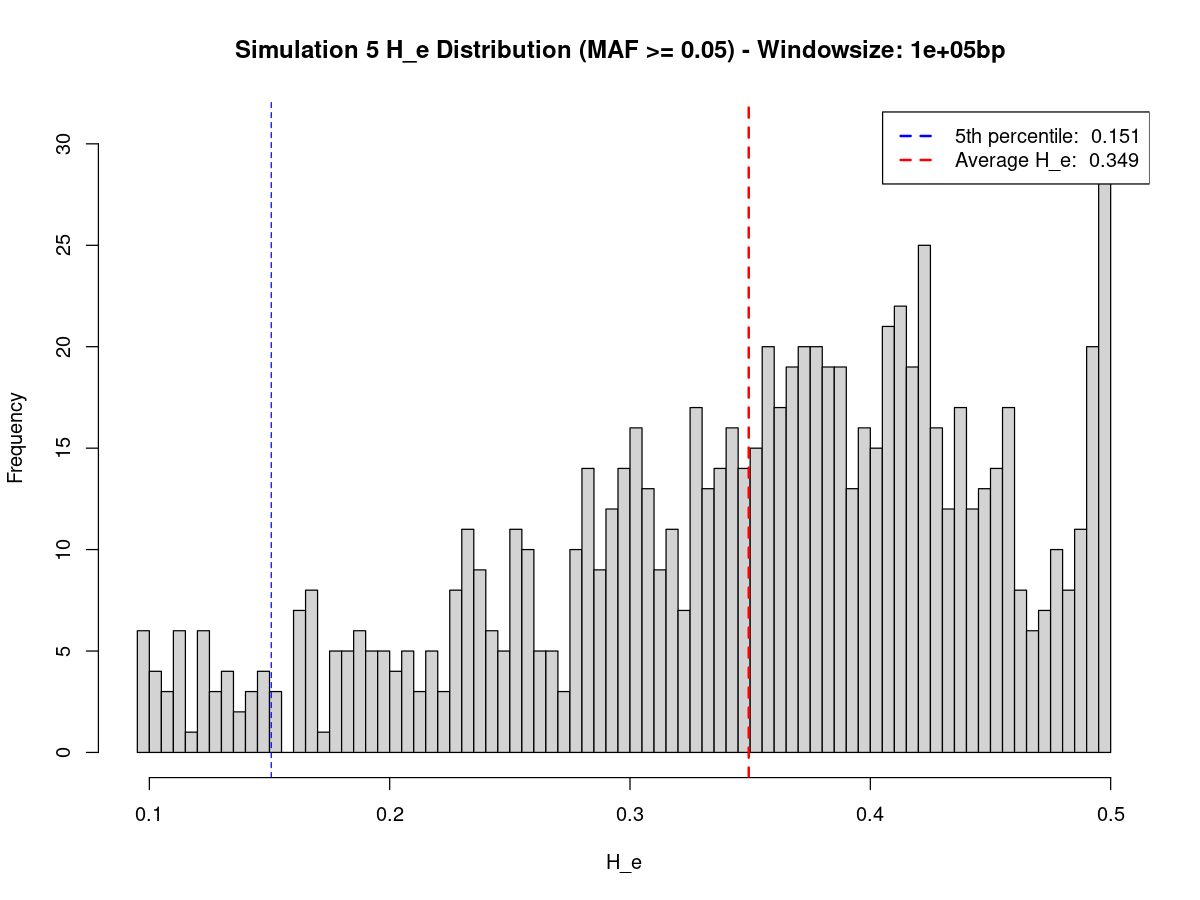 Simulation 5 H_e Distribution (MAF >= 0.05) - Windowsize: 1e+05bp
5th percentile:  0.151
Average H_e:  0.349
Frequency
30
25
20
15
10
5
0
0.1
0.2
0.3
0.4
0.5
H_e